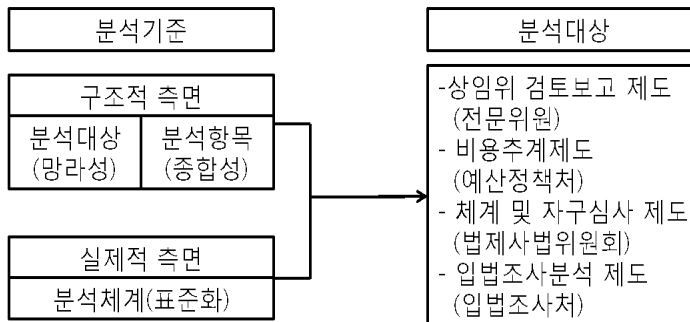 분석기준
구조적 측면
분석대상
(망라성)
분석항목
(종합성)
실제적 측면
분석체계(표준화)
분석대상
-상임위 검토보고 제도
(전문위원)
- 비용추계제도
(예산정책처)
- 체계 및 자구심사 제도
(법제사법위원회)
- 입법조사분석 제도
(입법조사처)